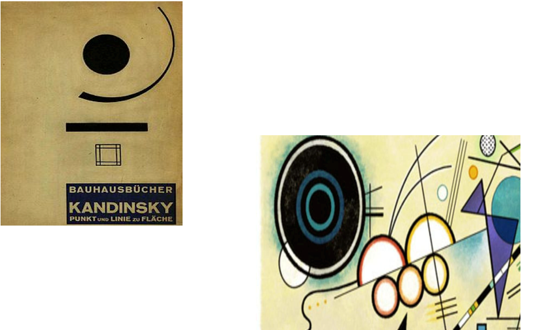 BAUHAUSBÜCHER
KANDINSKY
PUNKT UND LINIE ZU FLÄCHE